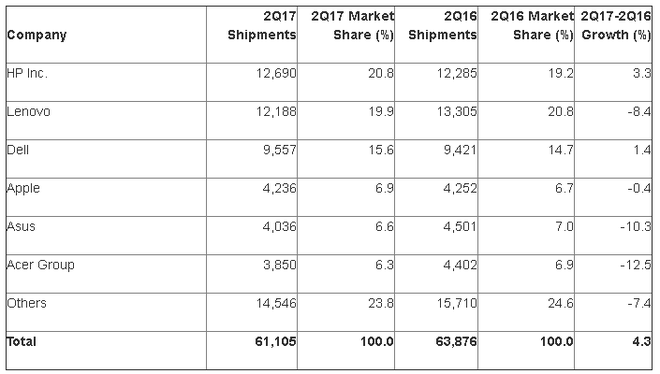 Company 2Q17 Shipments 2Q17 Market Share (%) 2Q16 Shipments 2Q16 Market Share (%) 2Q17-2Q16 Growth (%)
HP Inc. 12,690 20.8 12,285 19.2 3.3
Lenovo 12,188 19.9 13,305 20.8 -8.4
Dell 9,557 15.6 9,421 14.7 1.4
Apple 4,236 6.9 4,252 6.7 -0.4
Asus 4,036 6.6 4,501 7.0 -10.3
Acer Group 3,850 6.3 4,402 6.9 -12.5
Others 14,546 23.8 15,710 24.6 -7.4
Total 61,105 100.0 63,876 100.0 4.3